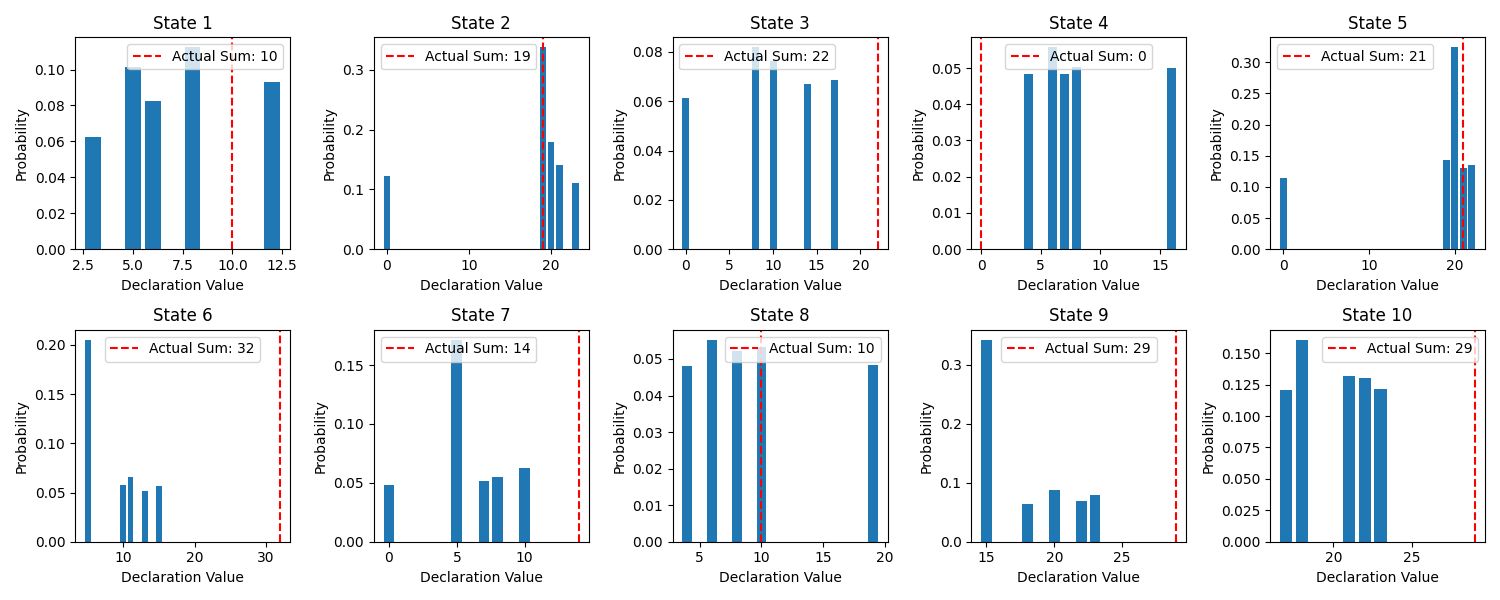 State 1
Actual Sum: 10
Probability
0.10
0.08
0.06
0.04
0.02
0.00
2.5 5.0 7.5 10.0 12.5
Declaration Value
State 2
Actual Sum: 19
Probability
0.3
0.2
0.1
0.0
0 10 20
Declaration Value
State 3
Actual Sum: 22
Probability
0.08
0.06
0.04
0.02
0.00
0 5 10 15 20
Declaration Value
State 4
Actual Sum: 0
Probability
0.05
0.04
0.03
0.02
0.01
0.00
0 5 10 15
Declaration Value
State 5
Actual Sum: 21
Probability
0.30
0.25
0.20
0.15
0.10
0.05
0.00
0 10 20
Declaration Value
State 6
Actual Sum: 32
Probability
0.20
0.15
0.10
0.05
0.00
10 20 30
Declaration Value
State 7
Actual Sum: 14
Probability
0.15
0.10
0.05
0.00
0 5 10
Declaration Value
State 8
Actual Sum: 10
Probability
0.05
0.04
0.03
0.02
0.01
0.00
5 10 15 20
Declaration Value
State 9
Actual Sum: 29
Probability
0.3
0.2
0.1
0.0
15 20 25
Declaration Value
State 10
Actual Sum: 29
Probability
0.150
0.125
0.100
0.075
0.050
0.025
0.000
20 25
Declaration Value